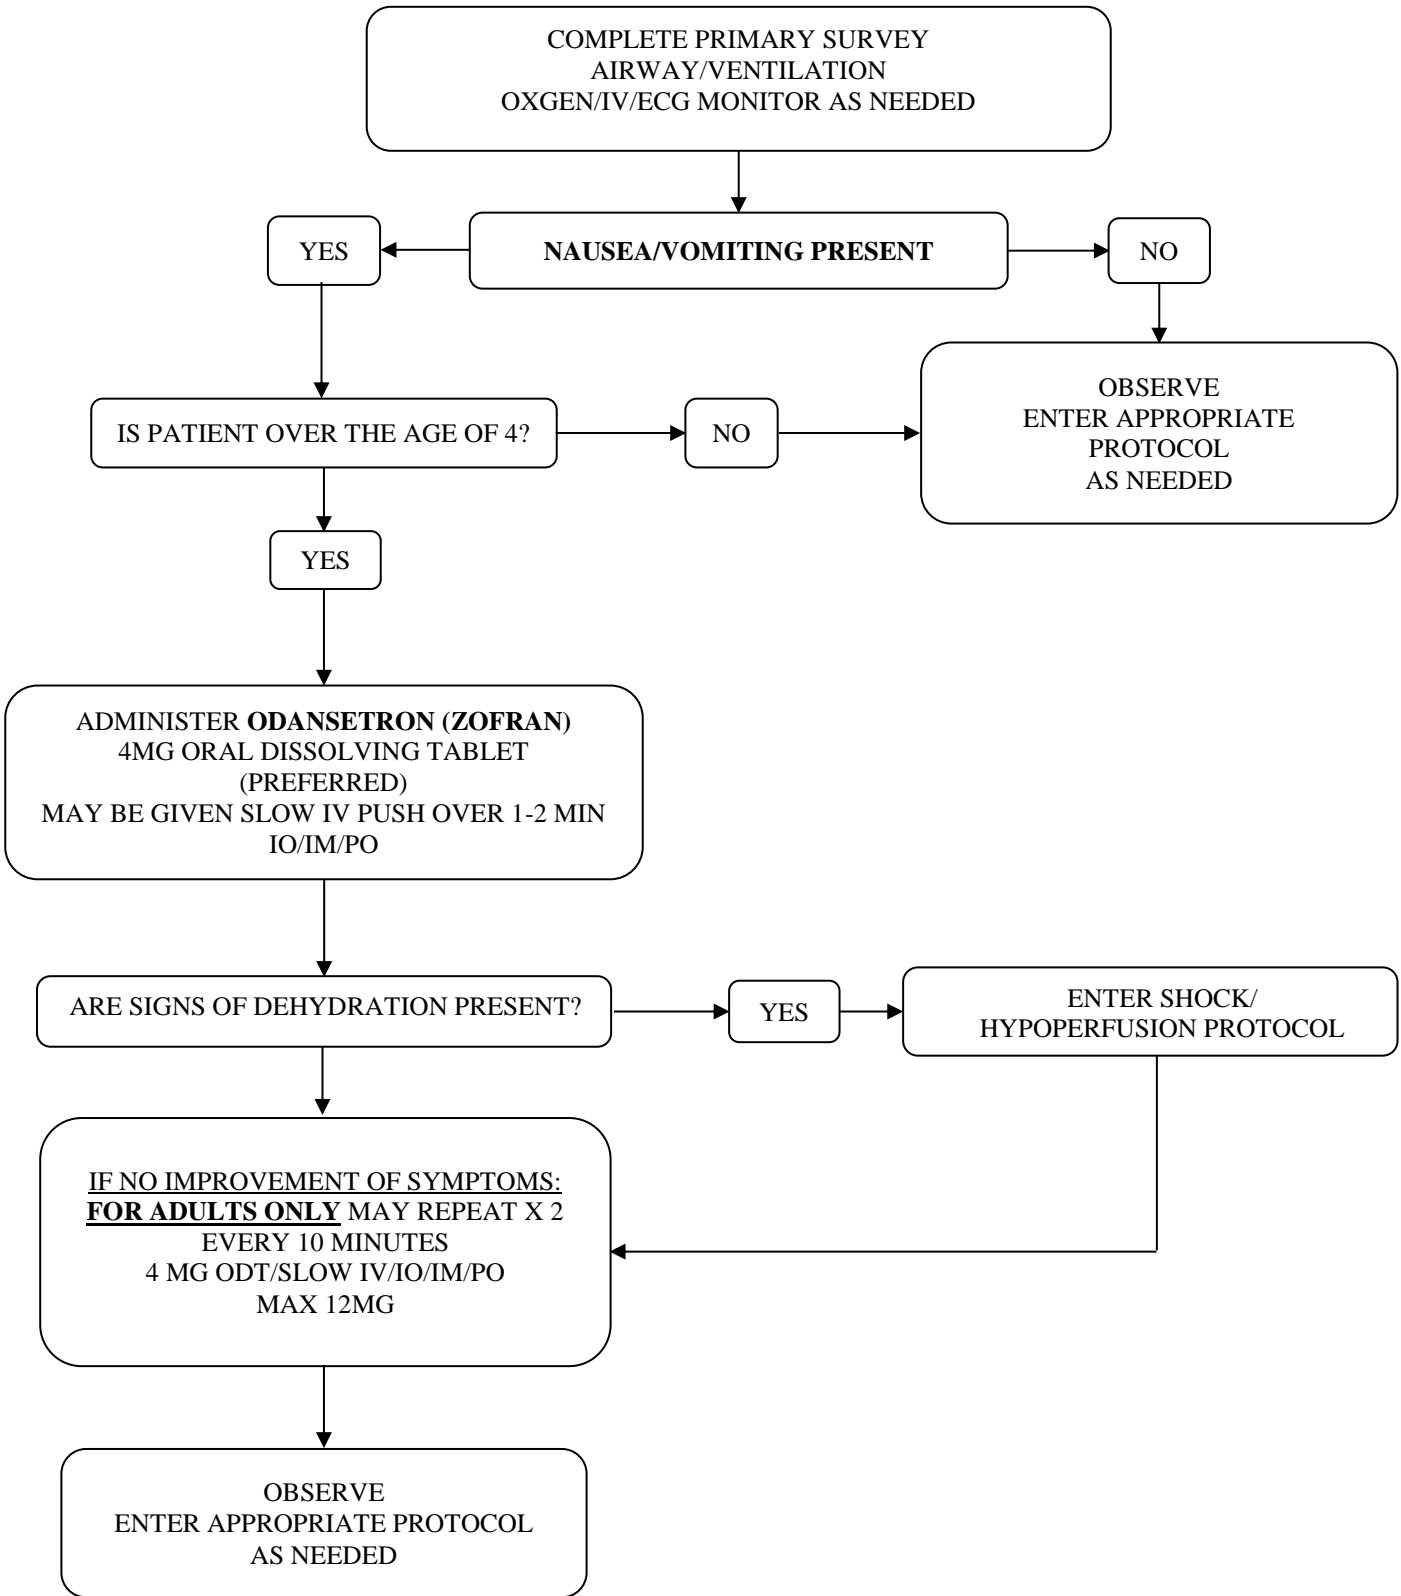 COMPLETE PRIMARY SURVEY
AIRWAY/VENTILATION
OXGEN/IV/ECG MONITOR AS NEEDED
YES
NAUSEA/VOMITING PRESENT
NO
IS PATIENT OVER THE AGE OF 4?
NO
OBSERVE
ENTER APPROPRIATE
PROTOCOL
AS NEEDED
YES
ADMINISTER ODANSETRON (ZOFRAN)
4MG ORAL DISSOLVING TABLET
(PREFERRED)
MAY BE GIVEN SLOW IV PUSH OVER 1-2 MIN
IO/IM/PO
ARE SIGNS OF DEHYDRATION PRESENT?
YES
ENTER SHOCK/
HYPOPERFUSION PROTOCOL
IF NO IMPROVEMENT OF SYMPTOMS:
FOR ADULTS ONLY MAY REPEAT X 2
EVERY 10 MINUTES
4 MG ODT/SLOW IV/IO/IM/PO
MAX 12MG
OBSERVE
ENTER APPROPRIATE PROTOCOL
AS NEEDED